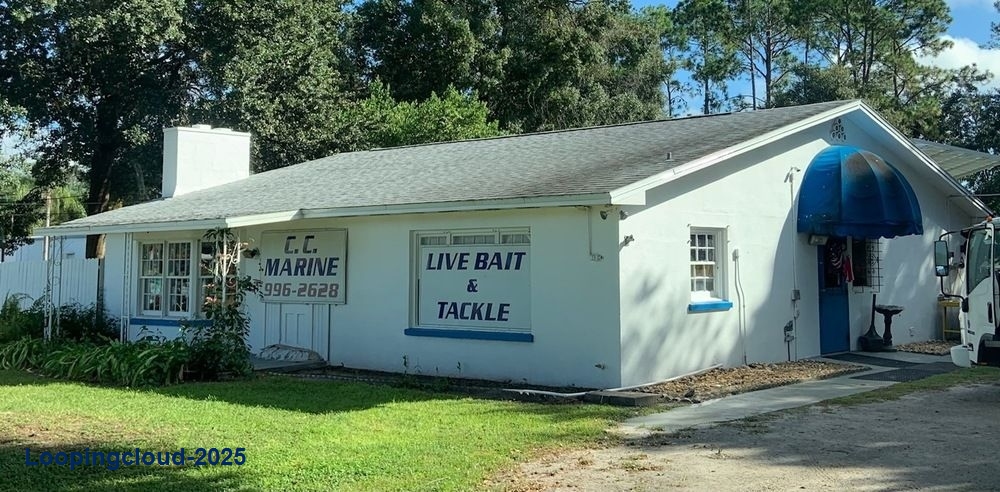 C.C.
MARINE
996-2628
LIVE BAIT
&
TACKLE
Loopingcloud-2025